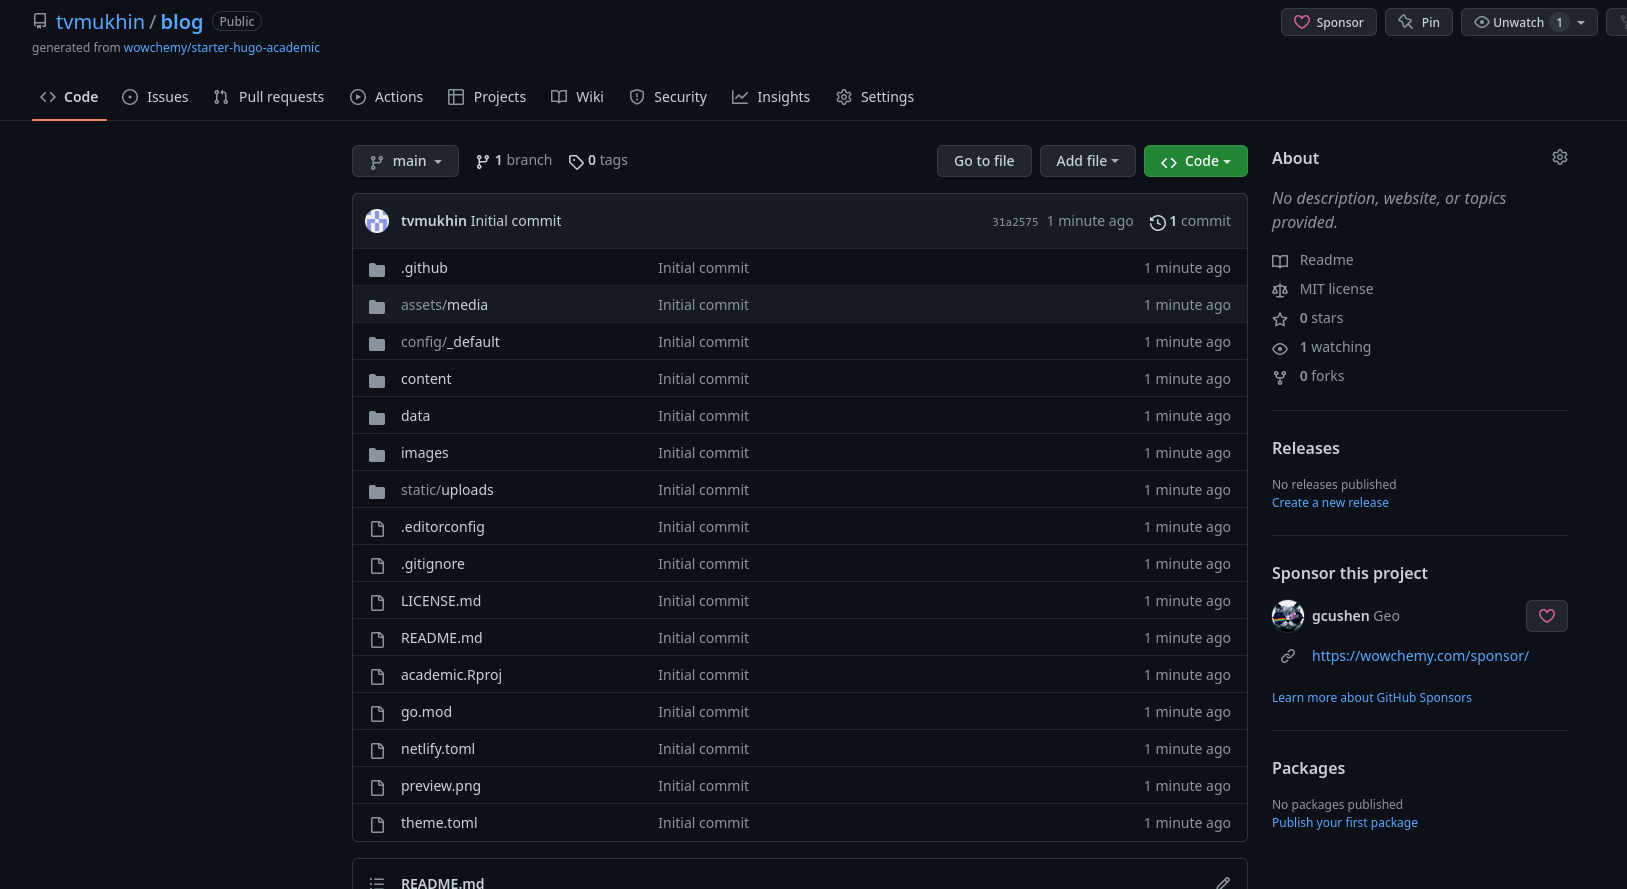 tvmukhin / blog Public
Sponsor Pin Unwatch 1
generated from wowchemy/starter-hugo-academic
Code Issues Pull requests Actions Projects Wiki Security Insights Settings
main 1 branch 0 tags Go to file Add file Code
tvmukhin Initial commit 31a2575 1 minute ago 1 commit
.github Initial commit 1 minute ago
assets/media Initial commit 1 minute ago
config/_default Initial commit 1 minute ago
content Initial commit 1 minute ago
data Initial commit 1 minute ago
images Initial commit 1 minute ago
static/uploads Initial commit 1 minute ago
.editorconfig Initial commit 1 minute ago
.gitignore Initial commit 1 minute ago
LICENSE.md Initial commit 1 minute ago
README.md Initial commit 1 minute ago
academic.Rproj Initial commit 1 minute ago
go.mod Initial commit 1 minute ago
netlify.toml Initial commit 1 minute ago
preview.png Initial commit 1 minute ago
theme.toml Initial commit 1 minute ago
README.md
About
No description, website, or topics
provided.
Readme
MIT license
0 stars
1 watching
0 forks
Releases
No releases published
Create a new release
Sponsor this project
gcushen Geo
https://wowchemy.com/sponsor/
Learn more about GitHub Sponsors
Packages
No packages published
Publish your first package